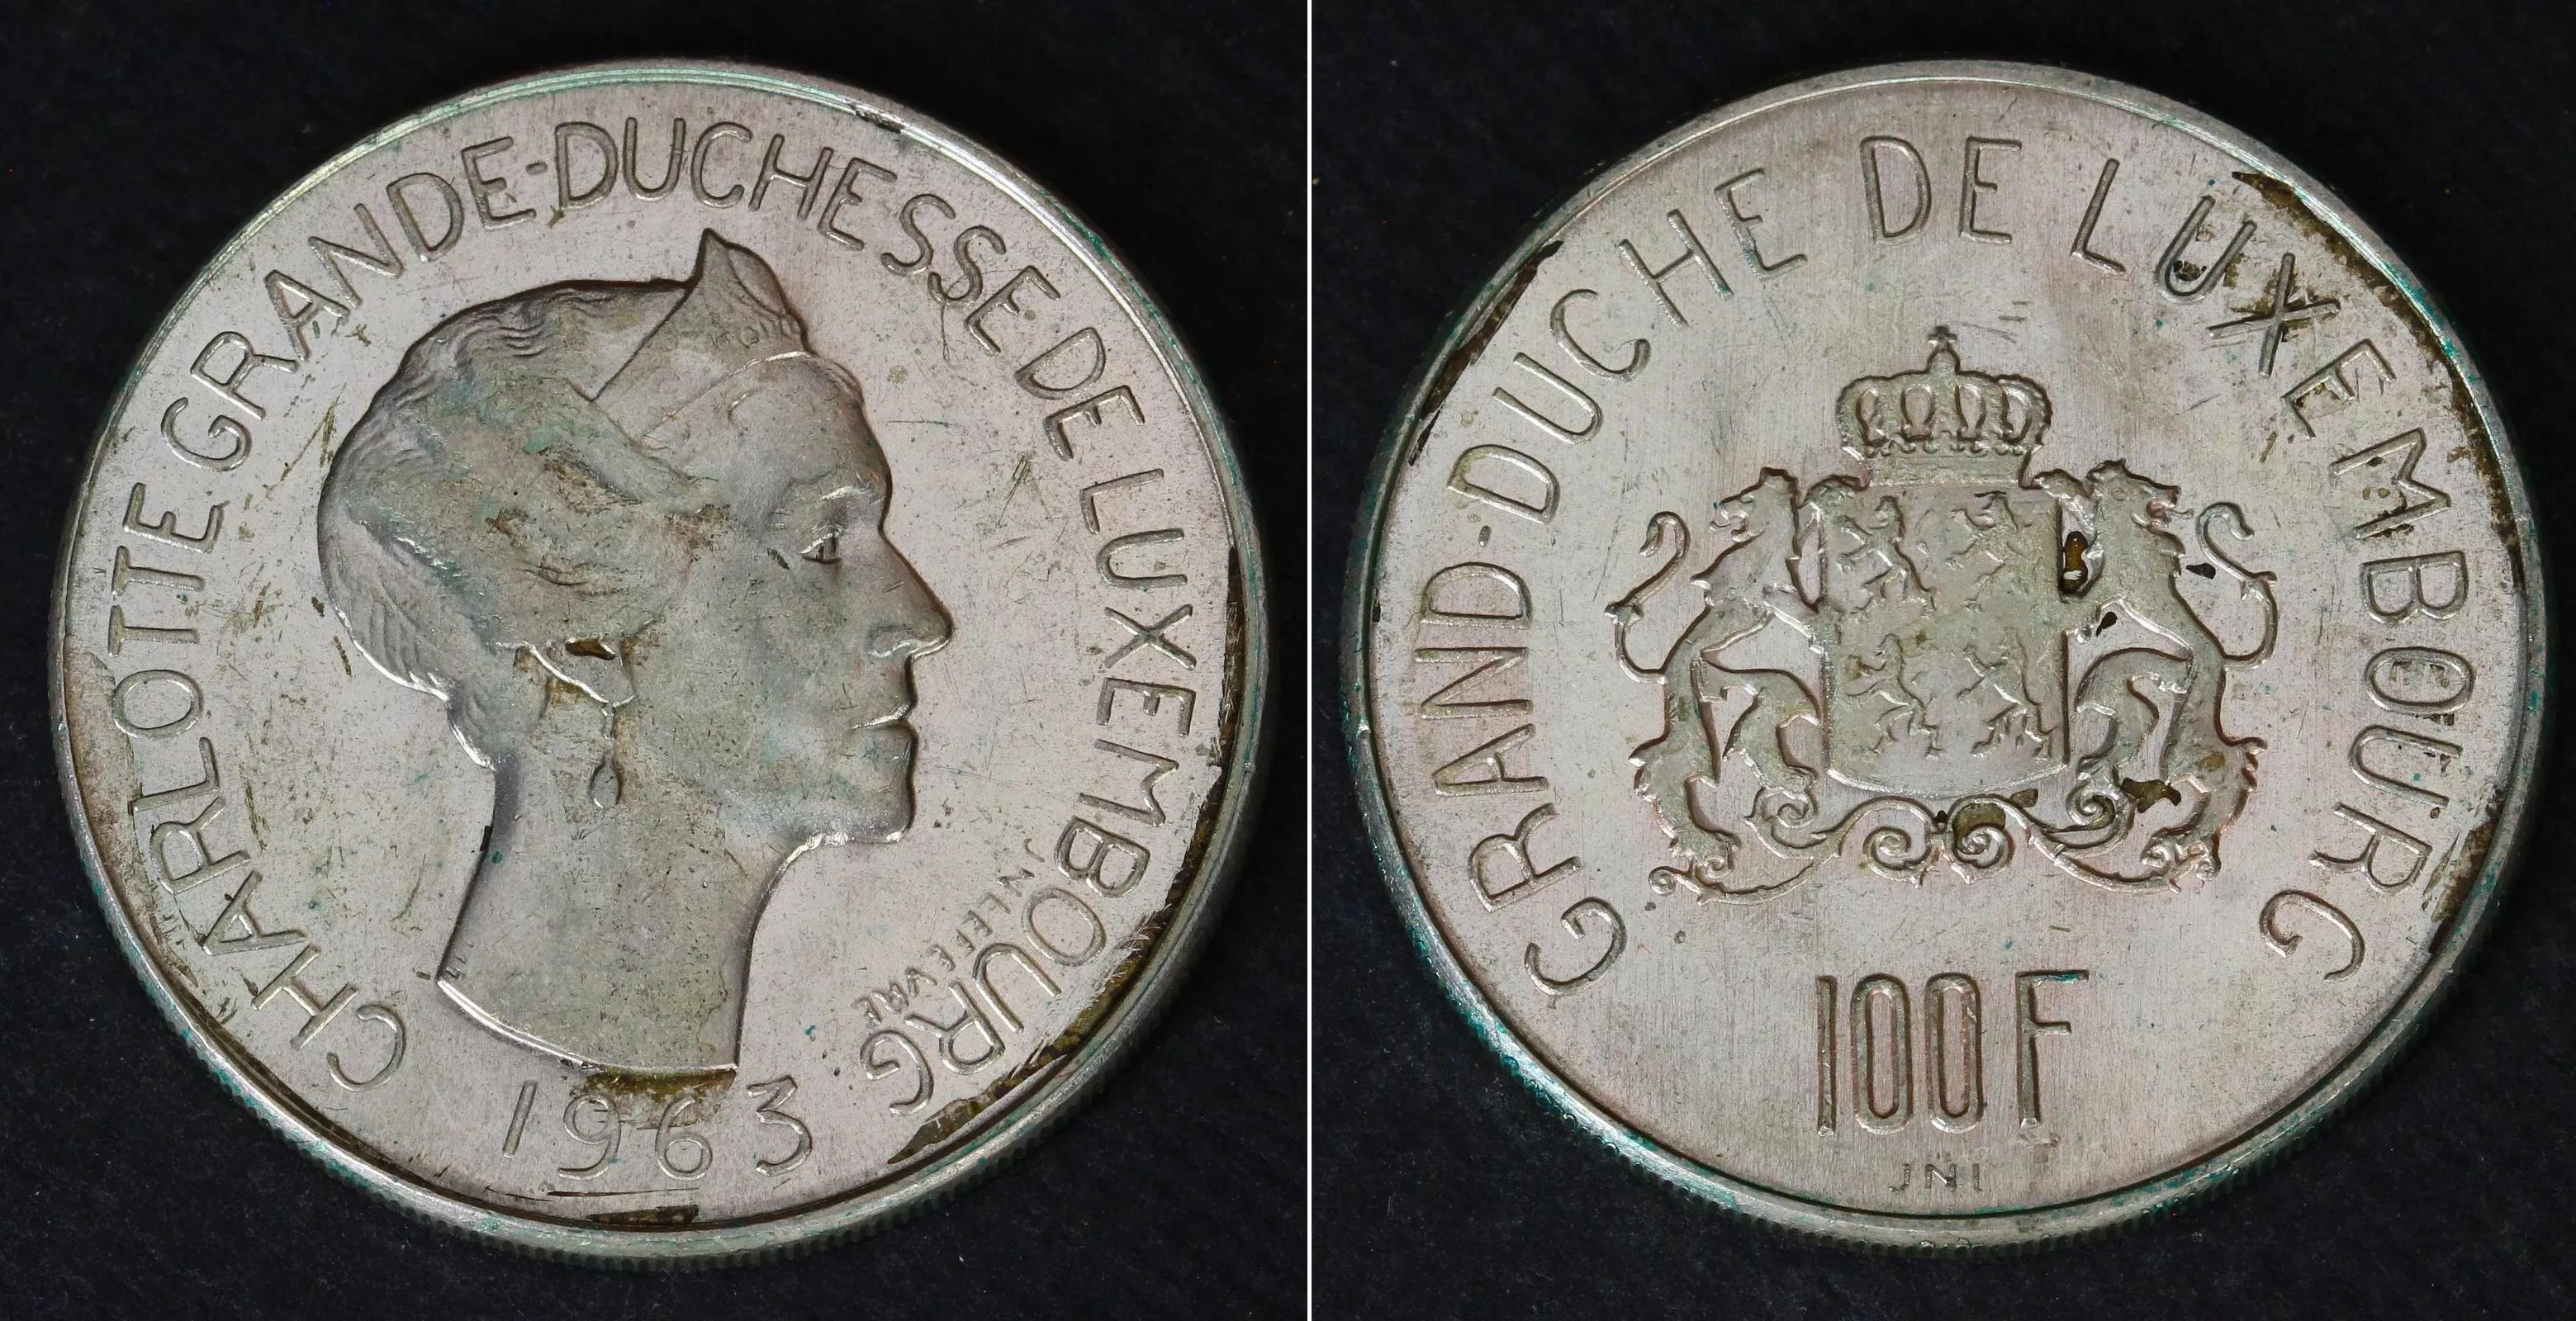 CHARLOTTE GRANDE-DUCHESSE DE LUXEMBOURG
J N LEFEVRE
1963
GRAND-DUCHE DE LUXEMBOURG
100 F
JNL